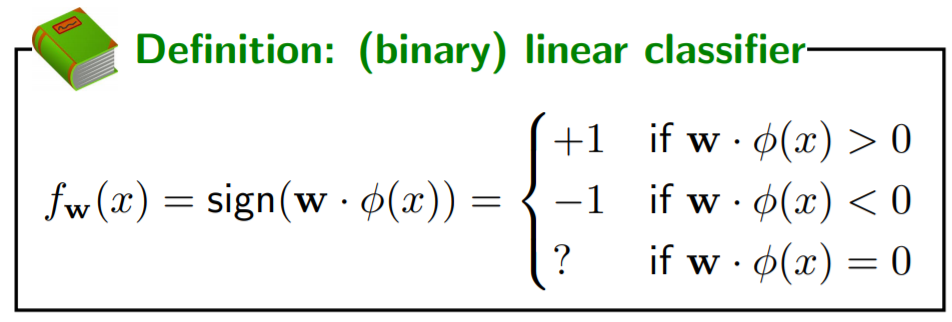 Definition: (binary) linear classifier
+1 if w · ϕ(x) > 0
f_w(x) = sign(w · ϕ(x)) = { −1 if w · ϕ(x) < 0
? if w · ϕ(x) = 0